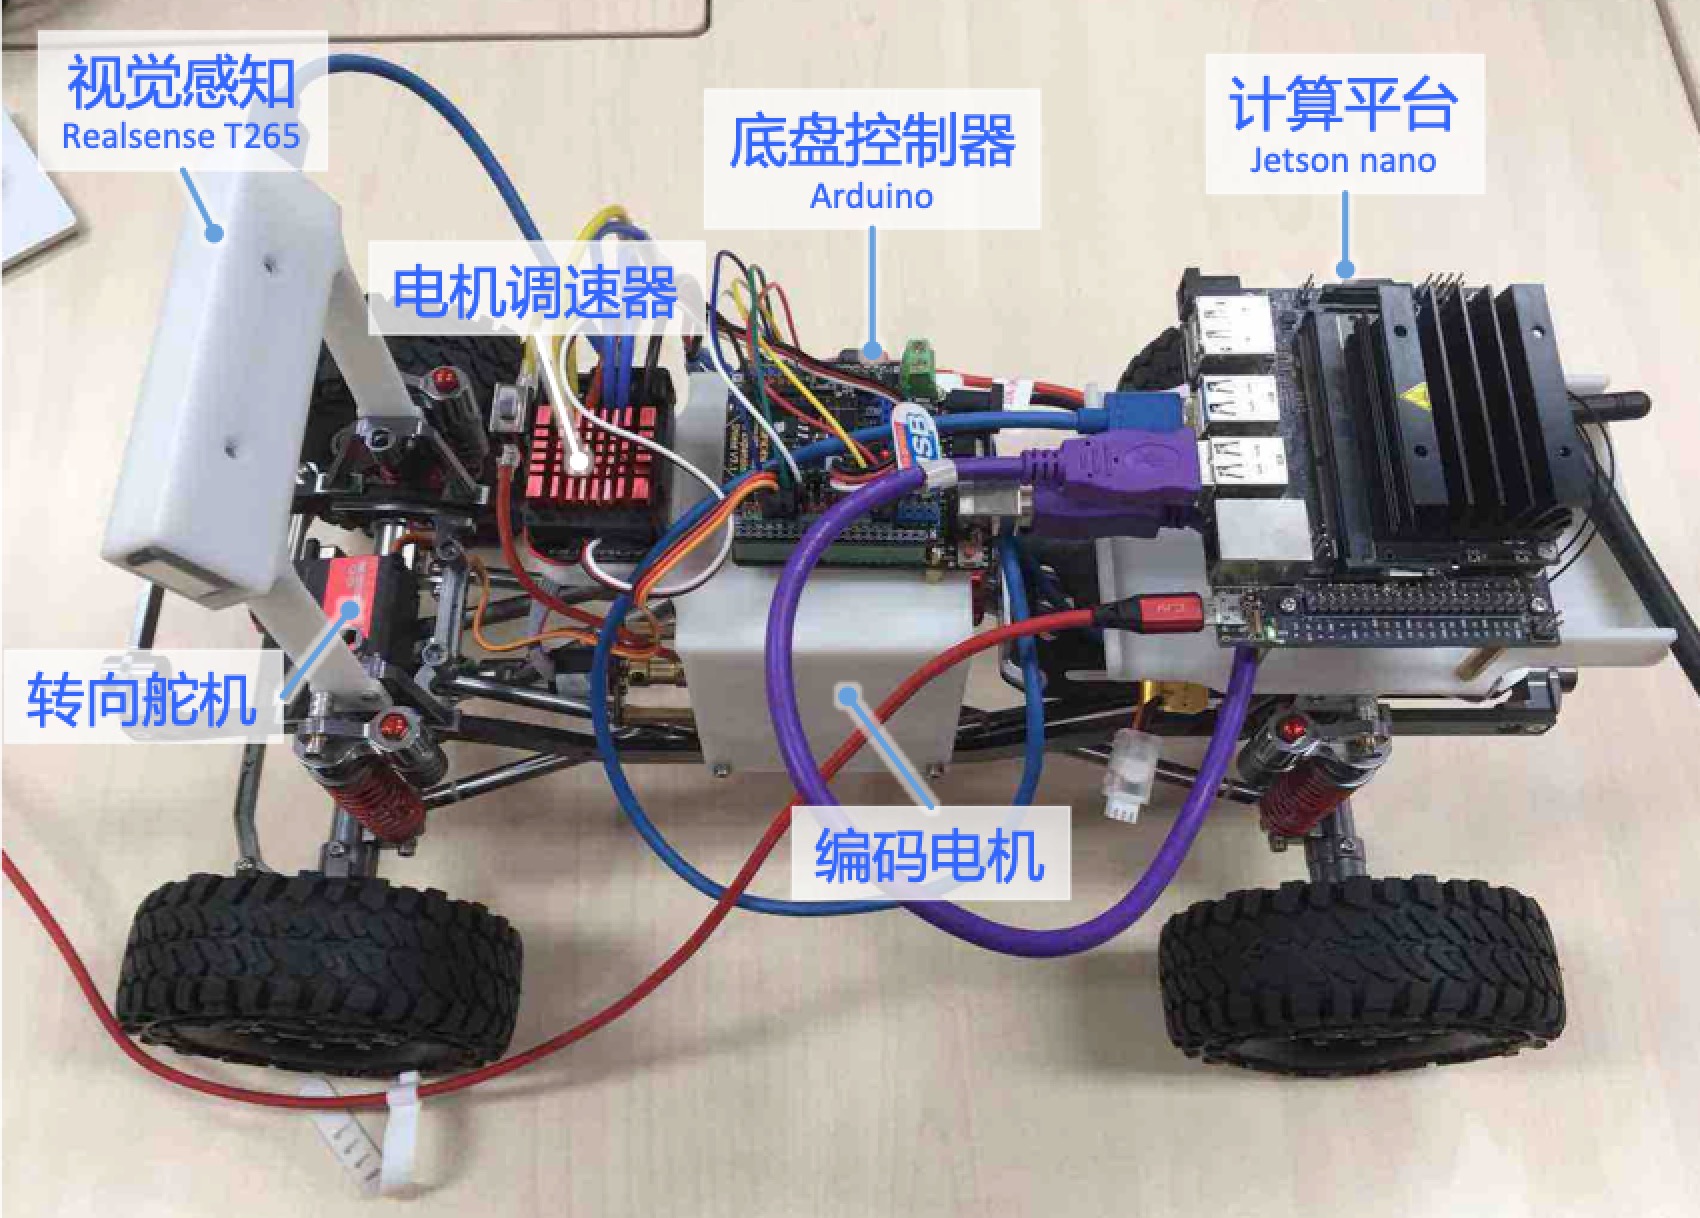 视觉感知
Realsense T265
底盘控制器
Arduino
计算平台
Jetson nano
电机调速器
USB
转向舵机
编码电机